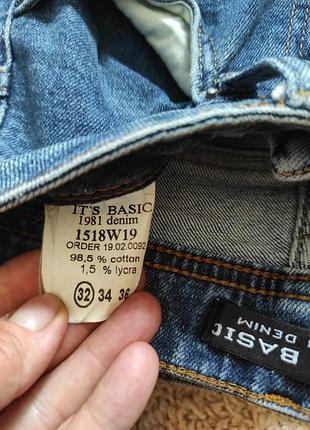 IT'S BASIC
1981 denim
1518W19
ORDER 19.02.0092
98,5 % cotton
1,5 % lycra
32 34 36
BASIC
DENIM